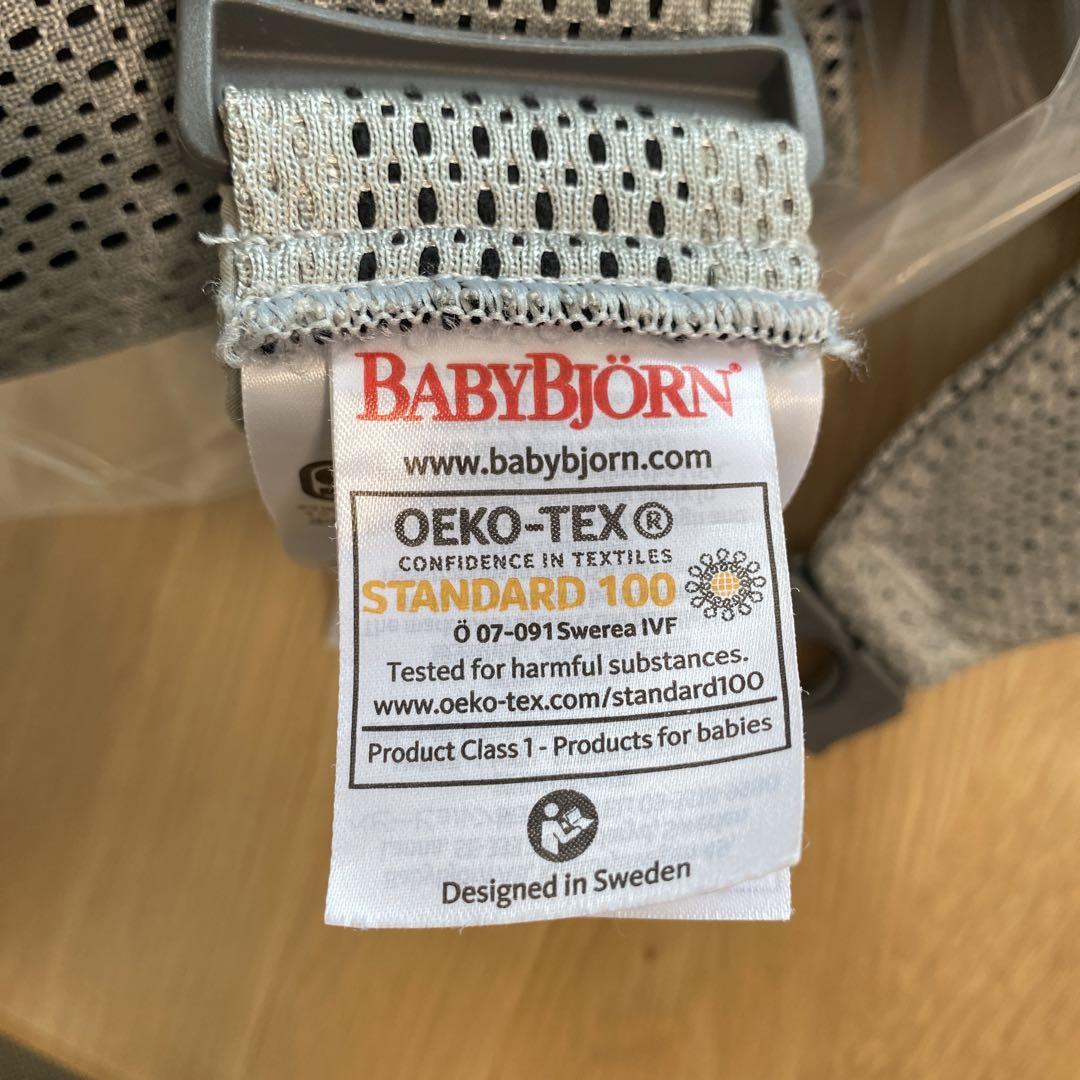 BABYBJÖRN®
www.babybjorn.com
OEKO-TEX®
CONFIDENCE IN TEXTILES
STANDARD 100
Ö 07-091 Swerea IVF
Tested for harmful substances.
www.oeko-tex.com/standard100
Product Class 1 - Products for babies
Designed in Sweden